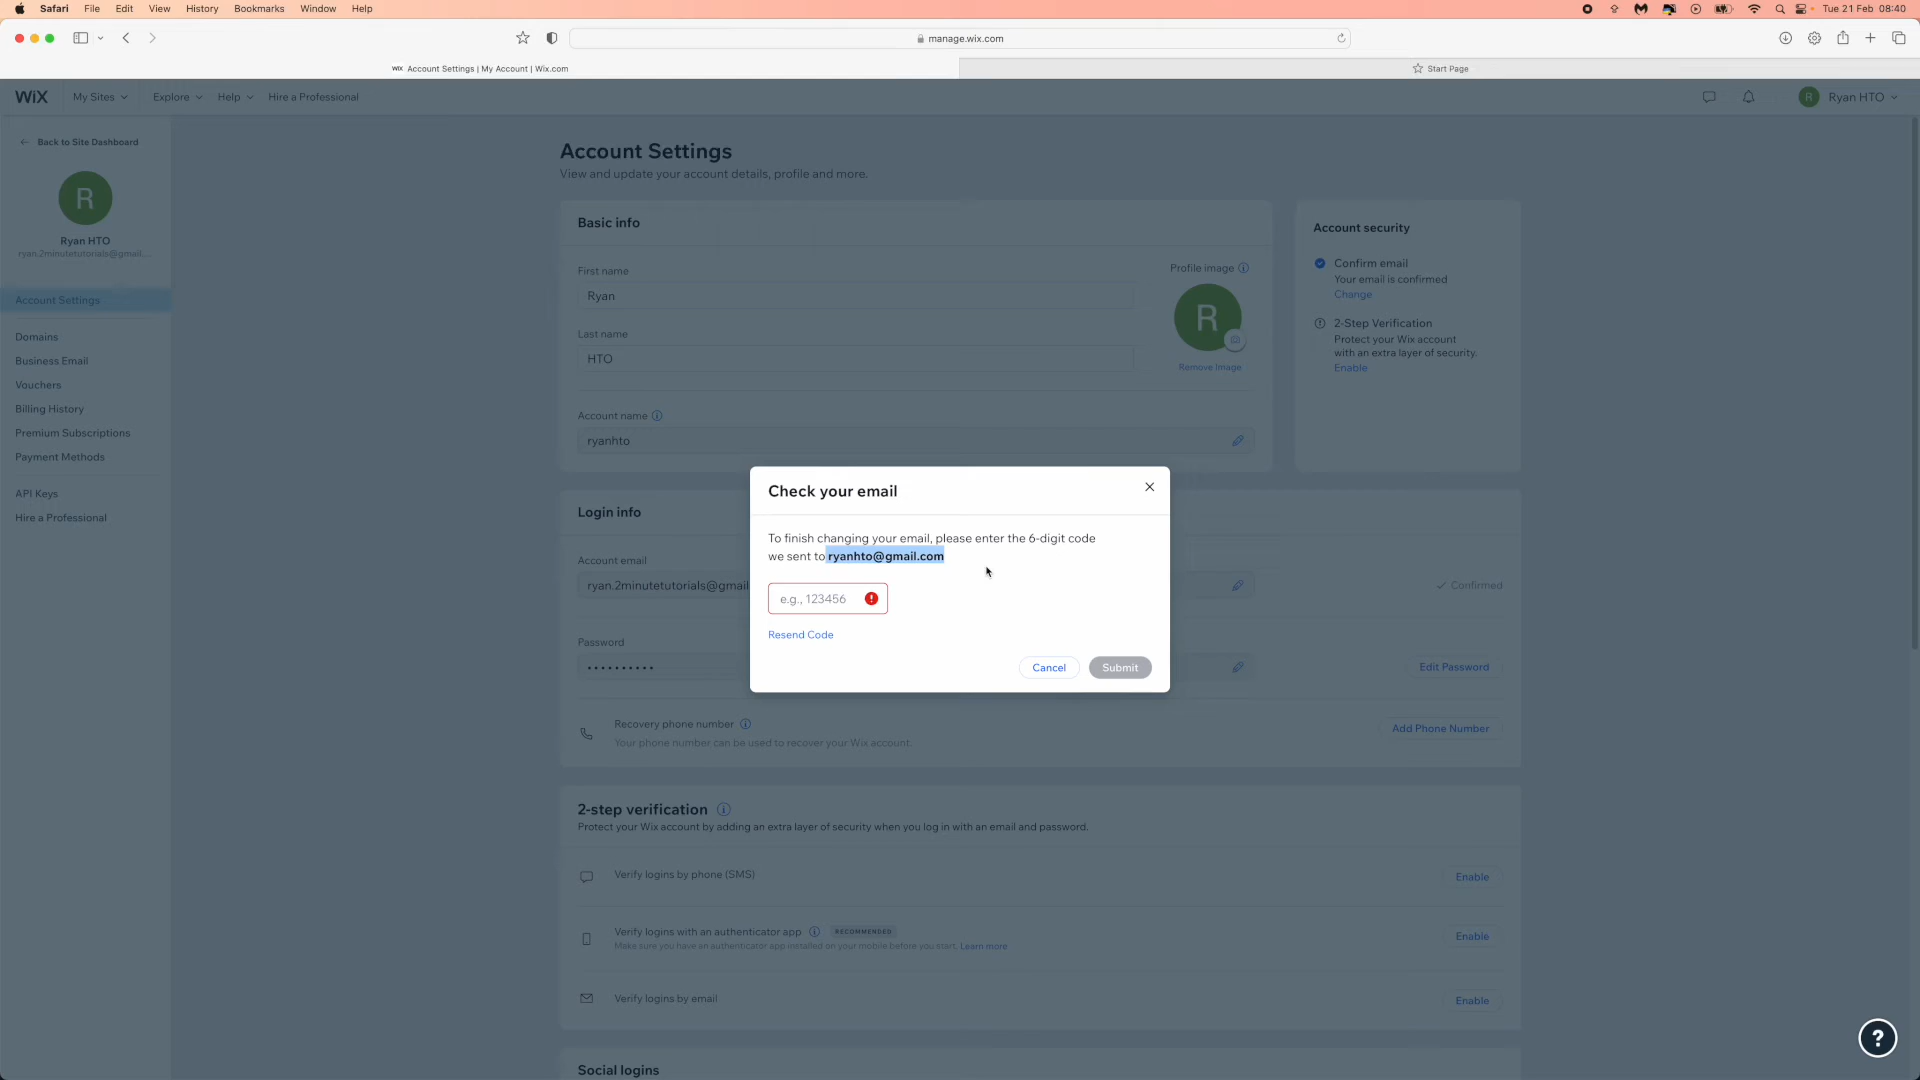 Safari File Edit View History Bookmarks Window Help
Tue 21 Feb 08:40
manage.wix.com
WIX Account Settings | My Account | Wix.com
Start Page
WiX My Sites Explore Help Hire a Professional
R Ryan HTO
Back to Site Dashboard
R
Ryan HTO
ryan.2minutetutorials@gmail...
Account Settings
Domains
Business Email
Vouchers
Billing History
Premium Subscriptions
Payment Methods
API Keys
Hire a Professional
Account Settings
View and update your account details, profile and more.
Basic info
First name
Ryan
Last name
HTO
Profile image
R
Remove Image
Account name
ryanhto
Account security
Confirm email
Your email is confirmed
Change
2-Step Verification
Protect your Wix account
with an extra layer of security.
Enable
Login info
Account email
ryan.2minutetutorials@gmail
Confirmed
Password
Edit Password
Recovery phone number
Your phone number can be used to recover your Wix account.
Add Phone Number
Check your email
To finish changing your email, please enter the 6-digit code
we sent to ryanhto@gmail.com
e.g., 123456
Resend Code
Cancel
Submit
2-step verification
Protect your Wix account by adding an extra layer of security when you log in with an email and password.
Verify logins by phone (SMS)
Enable
Verify logins with an authenticator app RECOMMENDED
Make sure you have an authenticator app installed on your mobile before you start. Learn more
Enable
Verify logins by email
Enable
Social logins
?